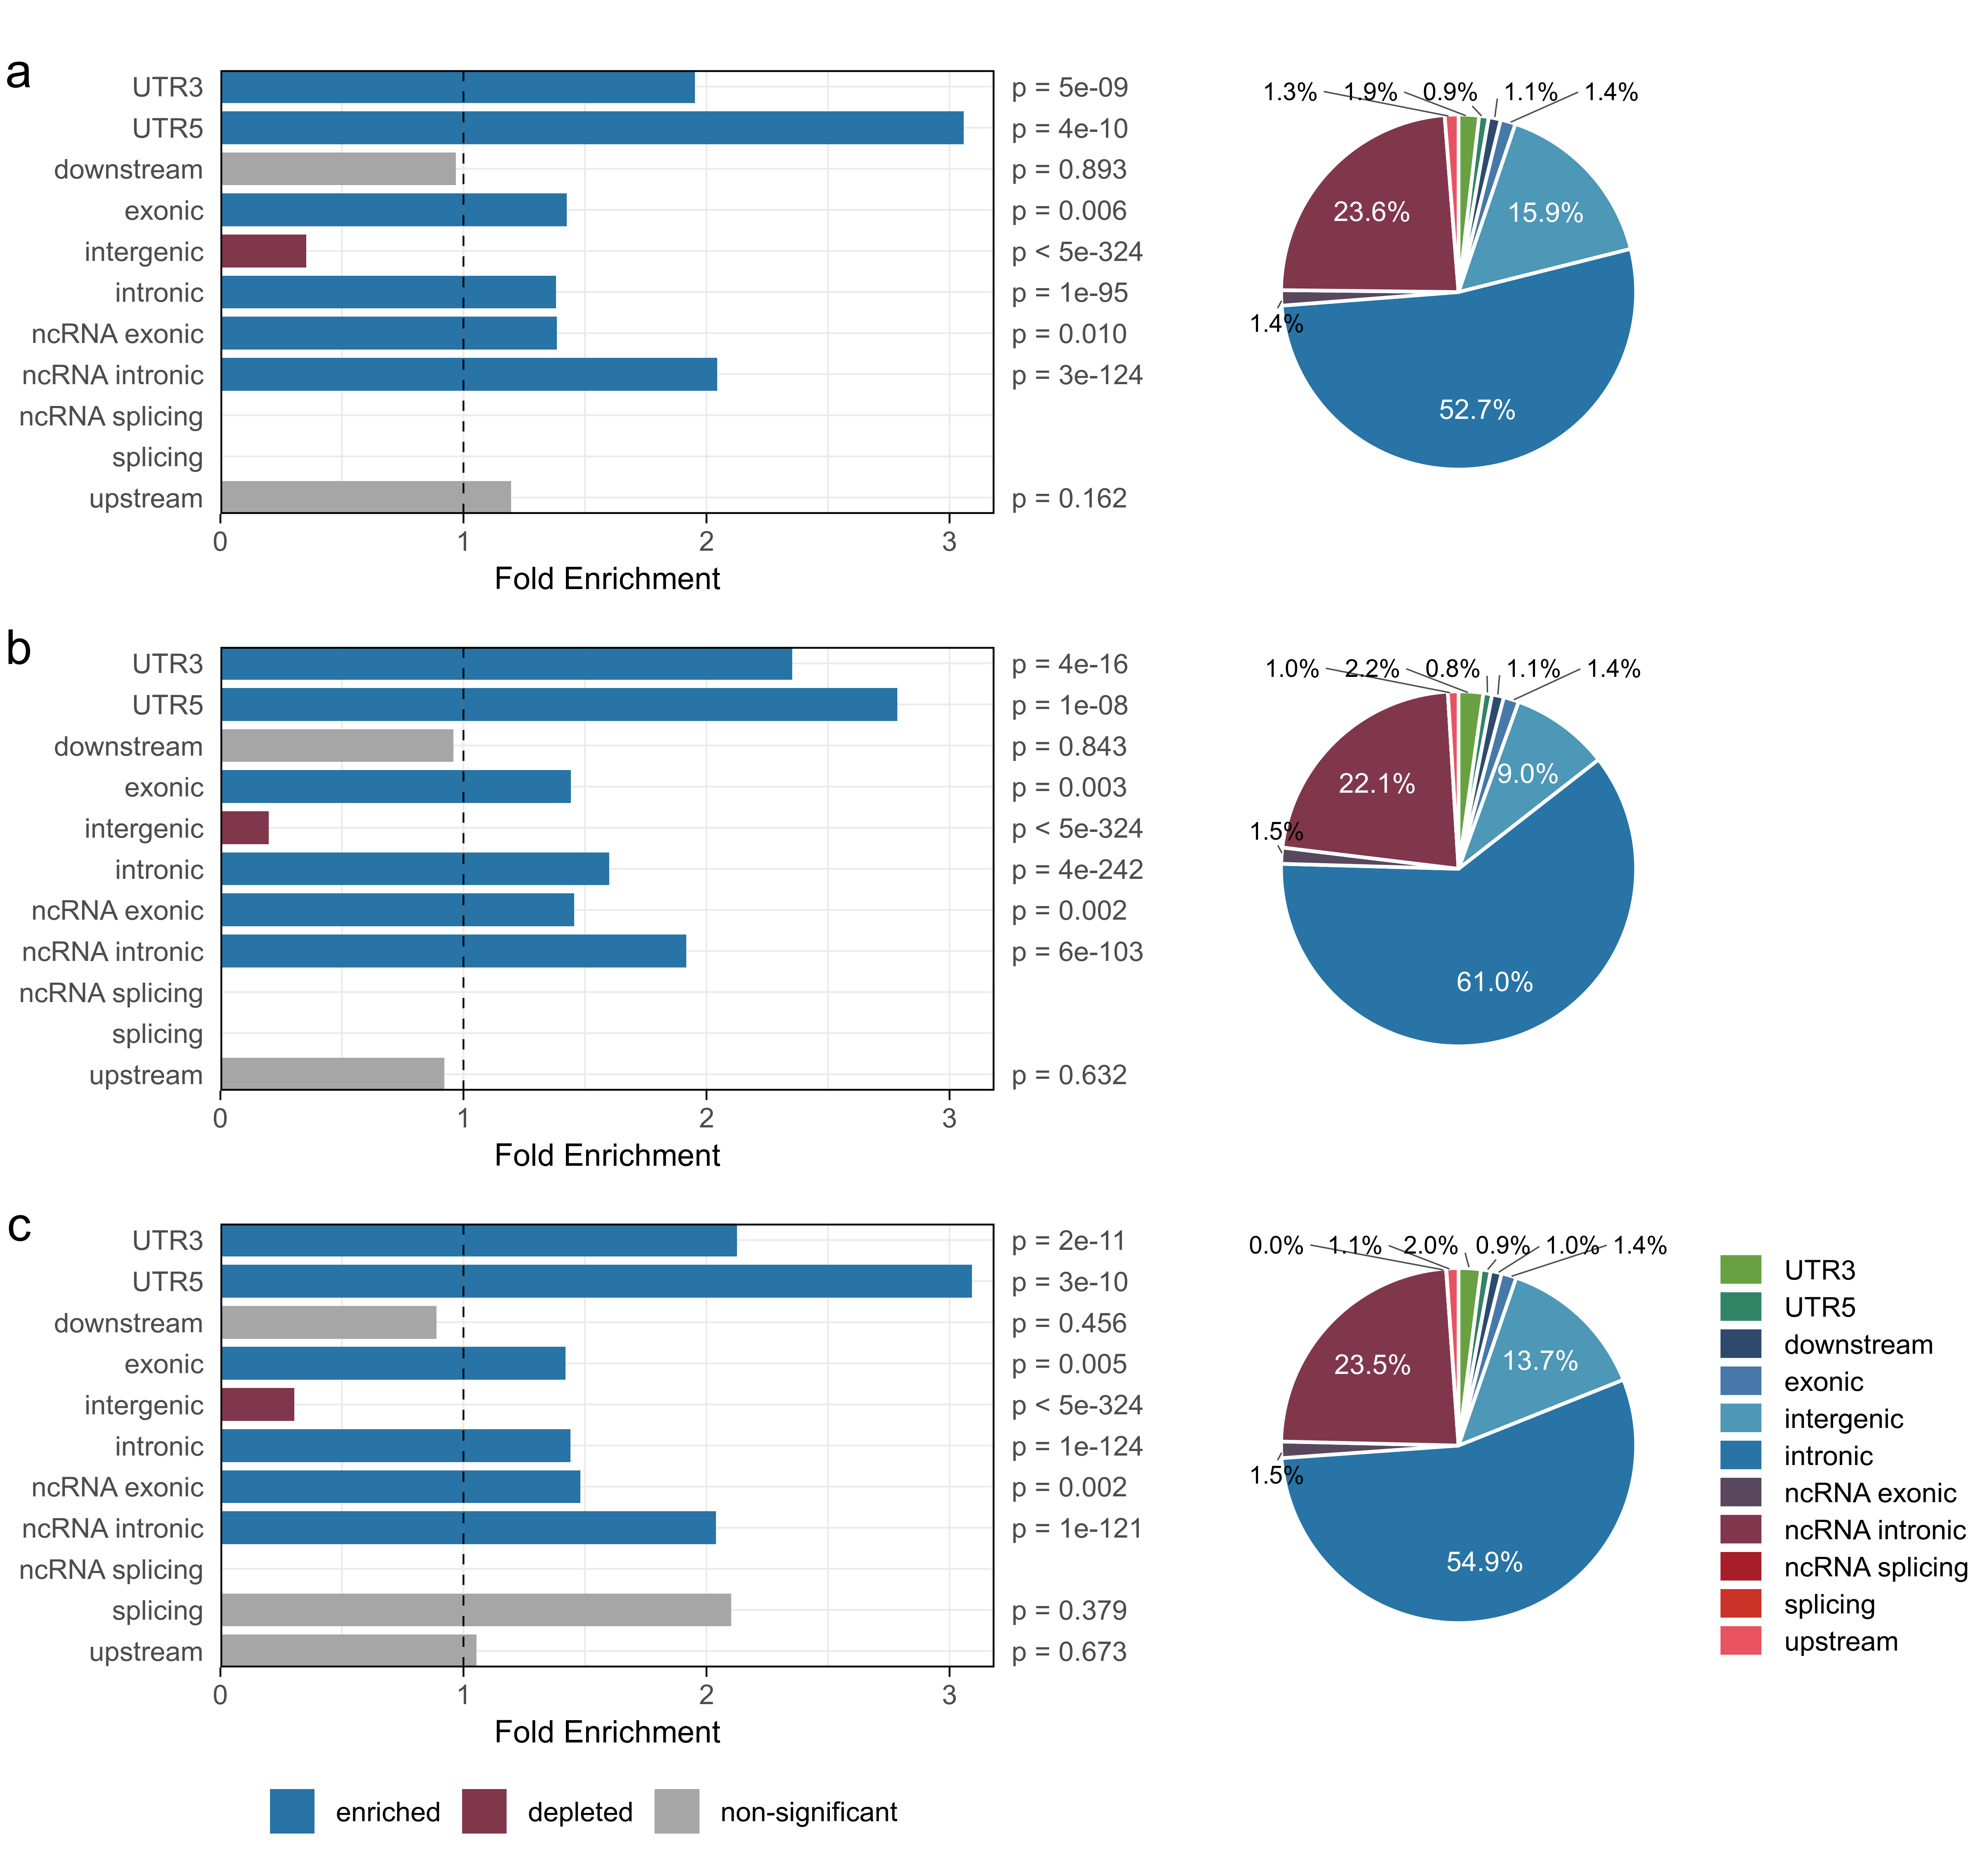 a
UTR3 p = 5e-09
UTR5 p = 4e-10
downstream p = 0.893
exonic p = 0.006
intergenic p < 5e-324
intronic p = 1e-95
ncRNA exonic p = 0.010
ncRNA intronic p = 3e-124
ncRNA splicing
splicing
upstream p = 0.162
0 1 2 3
Fold Enrichment
1.3% 1.9% 0.9% 1.1% 1.4%
23.6% 15.9%
1.4%
52.7%
b
UTR3 p = 4e-16
UTR5 p = 1e-08
downstream p = 0.843
exonic p = 0.003
intergenic p < 5e-324
intronic p = 4e-242
ncRNA exonic p = 0.002
ncRNA intronic p = 6e-103
ncRNA splicing
splicing
upstream p = 0.632
0 1 2 3
Fold Enrichment
1.0% 2.2% 0.8% 1.1% 1.4%
22.1% 9.0%
1.5%
61.0%
c
UTR3 p = 2e-11
UTR5 p = 3e-10
downstream p = 0.456
exonic p = 0.005
intergenic p < 5e-324
intronic p = 1e-124
ncRNA exonic p = 0.002
ncRNA intronic p = 1e-121
ncRNA splicing
splicing p = 0.379
upstream p = 0.673
0 1 2 3
Fold Enrichment
0.0% 1.1% 2.0% 0.9% 1.0% 1.4%
23.5% 13.7%
1.5%
54.9%
UTR3
UTR5
downstream
exonic
intergenic
intronic
ncRNA exonic
ncRNA intronic
ncRNA splicing
splicing
upstream
enriched depleted non-significant